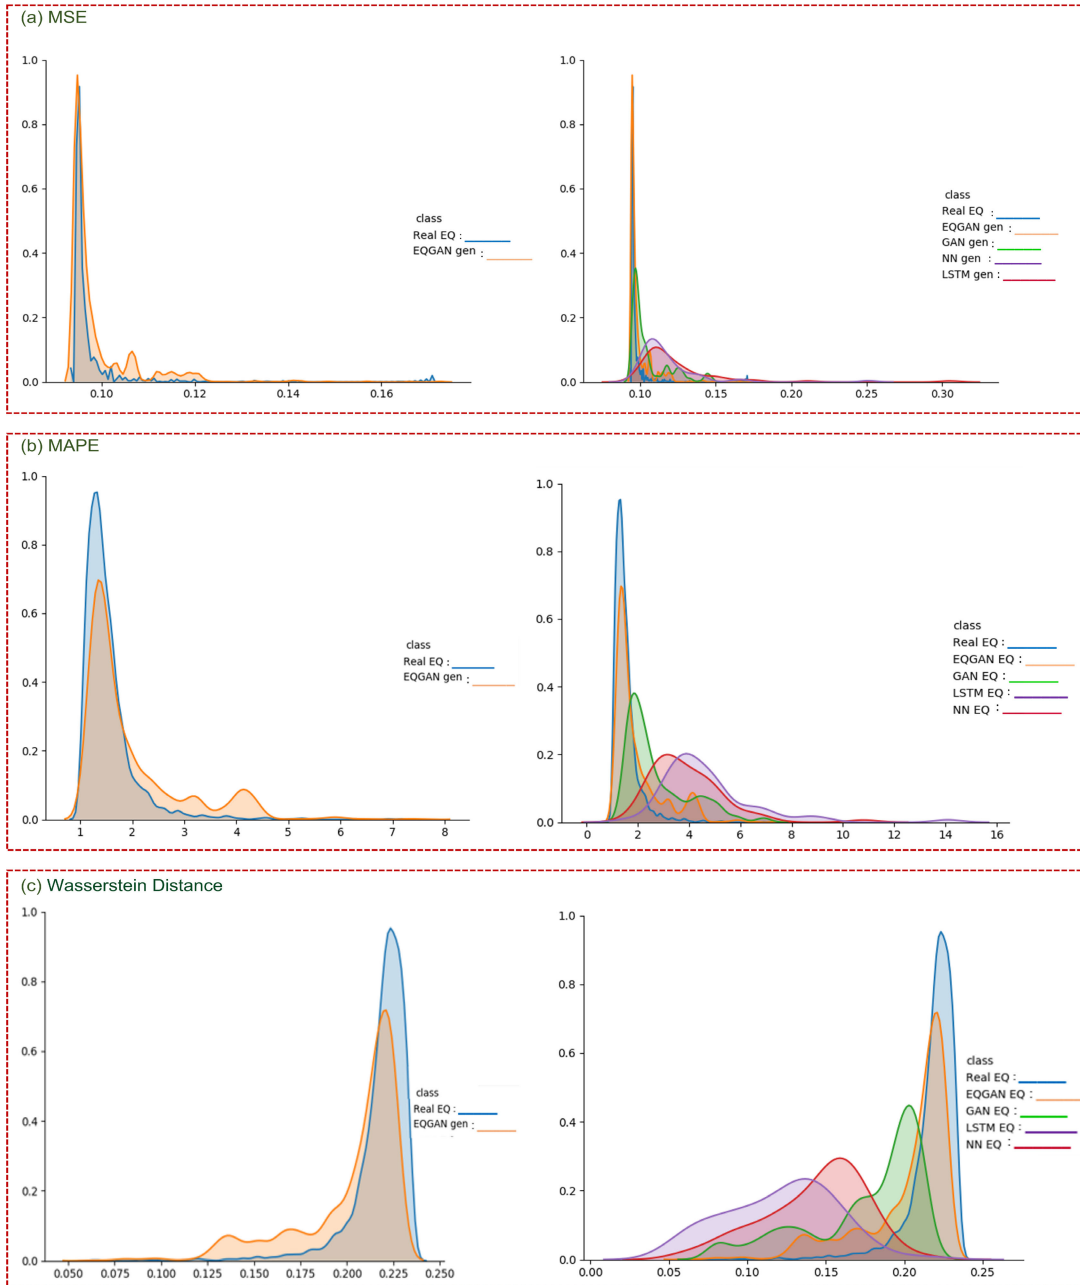 (a) MSE
1.0
0.8
0.6
0.4
0.2
0.0
0.10 0.12 0.14 0.16
class
Real EQ :
EQGAN gen :
1.0
0.8
0.6
0.4
0.2
0.0
0.10 0.15 0.20 0.25 0.30
class
Real EQ :
EQGAN gen :
GAN gen :
NN gen :
LSTM gen :
(b) MAPE
1.0
0.8
0.6
0.4
0.2
0.0
1 2 3 4 5 6 7 8
class
Real EQ :
EQGAN gen :
1.0
0.8
0.6
0.4
0.2
0.0
0 2 4 6 8 10 12 14 16
class
Real EQ :
EQGAN EQ :
GAN EQ :
LSTM EQ :
NN EQ :
(c) Wasserstein Distance
1.0
0.8
0.6
0.4
0.2
0.0
0.050 0.075 0.100 0.125 0.150 0.175 0.200 0.225 0.250
class
Real EQ :
EQGAN gen :
1.0
0.8
0.6
0.4
0.2
0.0
0.00 0.05 0.10 0.15 0.20 0.25
class
Real EQ :
EQGAN EQ :
GAN EQ :
LSTM EQ :
NN EQ :